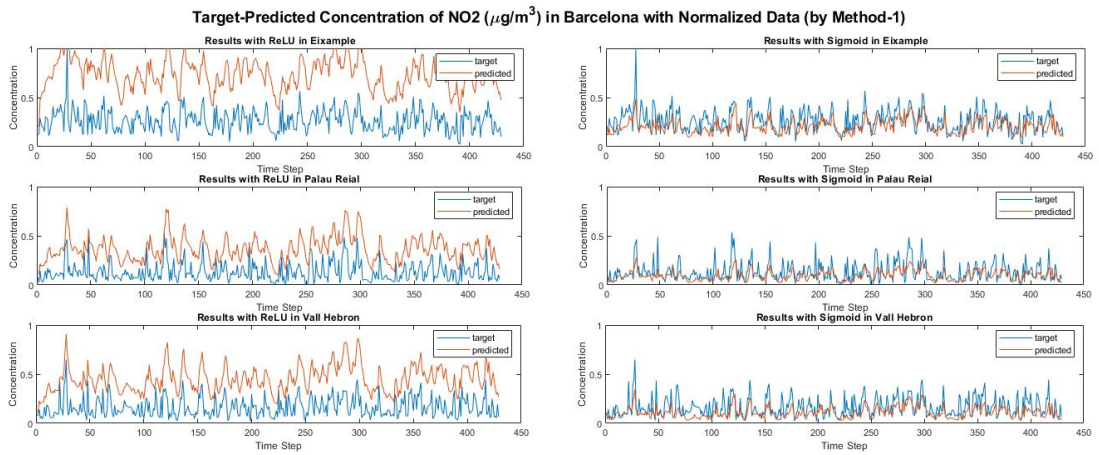 Target-Predicted Concentration of NO2 (μg/m³) in Barcelona with Normalized Data (by Method-1)
Results with ReLU in Eixample
Concentration
1
0.5
0
target
predicted
0 50 100 150 200 250 300 350 400 450
Time Step
Results with Sigmoid in Eixample
Concentration
1
0.5
0
target
predicted
0 50 100 150 200 250 300 350 400 450
Time Step
Results with ReLU in Palau Reial
Concentration
1
0.5
0
target
predicted
0 50 100 150 200 250 300 350 400 450
Time Step
Results with Sigmoid in Palau Reial
Concentration
1
0.5
0
target
predicted
0 50 100 150 200 250 300 350 400 450
Time Step
Results with ReLU in Vall Hebron
Concentration
1
0.5
0
target
predicted
0 50 100 150 200 250 300 350 400 450
Time Step
Results with Sigmoid in Vall Hebron
Concentration
1
0.5
0
target
predicted
0 50 100 150 200 250 300 350 400 450
Time Step